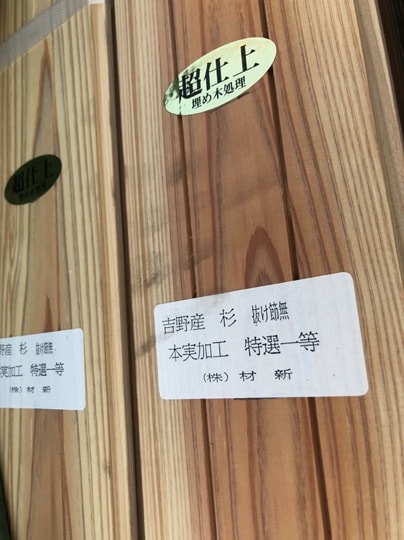 超仕上
埋め木処理
吉野産 杉 抜け節無
本実加工 特選一等
(株) 材 新
超仕上
野産 杉 抜け節無
実加工 特選一等
(株) 材 新